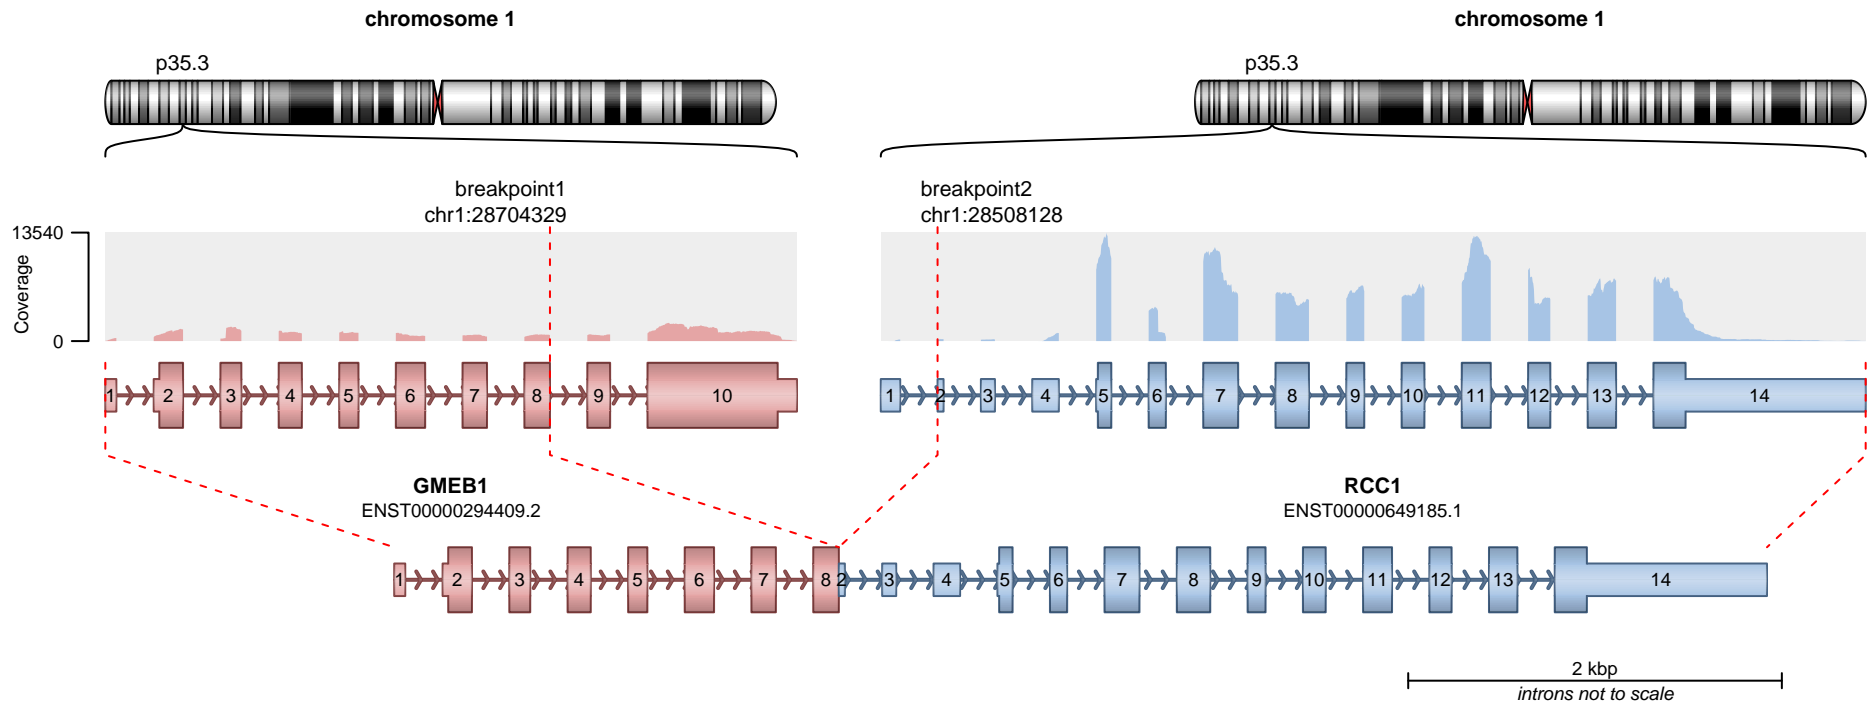 chromosome 1
chromosome 1
p35.3
p35.3
breakpoint1
chr1:28704329
breakpoint2
chr1:28508128
13540
Coverage
0
1 2 3 4 5 6 7 8 9 10
1 2 3 4 5 6 7 8 9 10 11 12 13 14
GMEB1
ENST00000294409.2
RCC1
ENST00000649185.1
1 2 3 4 5 6 7 8 2 3 4 5 6 7 8 9 10 11 12 13 14
2 kbp
introns not to scale